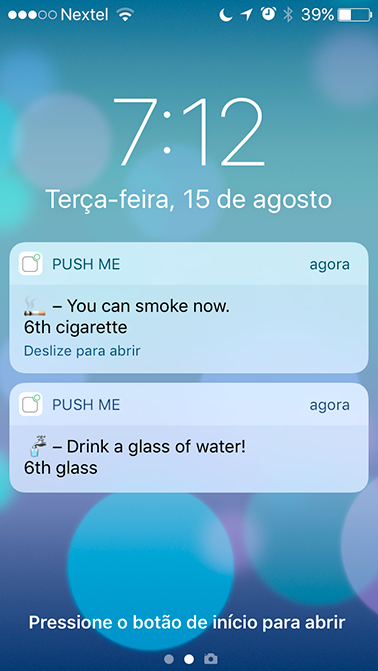 Nextel 39%
7:12
Terça-feira, 15 de agosto
PUSH ME agora
– You can smoke now.
6th cigarette
Deslize para abrir
PUSH ME agora
– Drink a glass of water!
6th glass
Pressione o botão de início para abrir